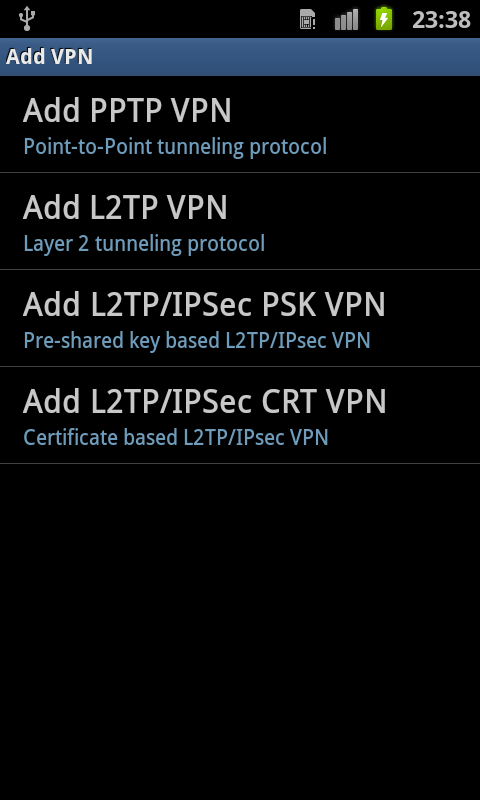 23:38
Add VPN
Add PPTP VPN
Point-to-Point tunneling protocol
Add L2TP VPN
Layer 2 tunneling protocol
Add L2TP/IPSec PSK VPN
Pre-shared key based L2TP/IPsec VPN
Add L2TP/IPSec CRT VPN
Certificate based L2TP/IPsec VPN